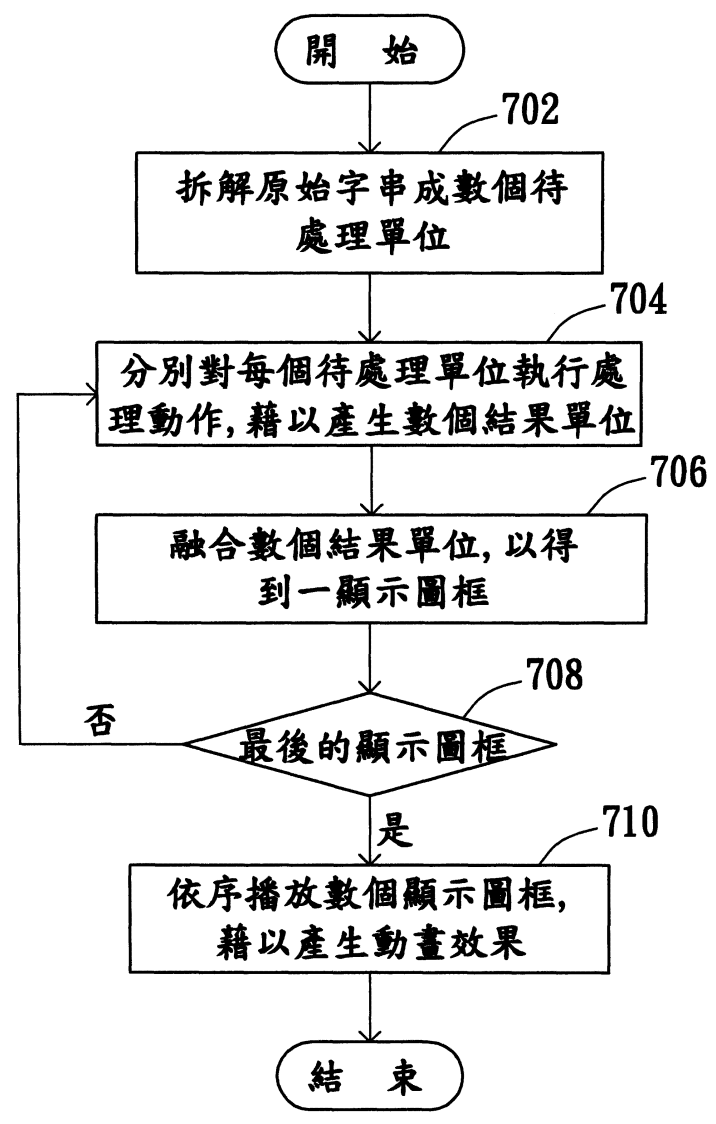 開 始
702
拆解原始字串成數個待
處理單位
704
分別對每個待處理單位執行處
理動作,藉以產生數個結果單位
706
融合數個結果單位,以得
到一顯示圖框
708
最後的顯示圖框
否
是
710
依序播放數個顯示圖框,
藉以產生動畫效果
結 束